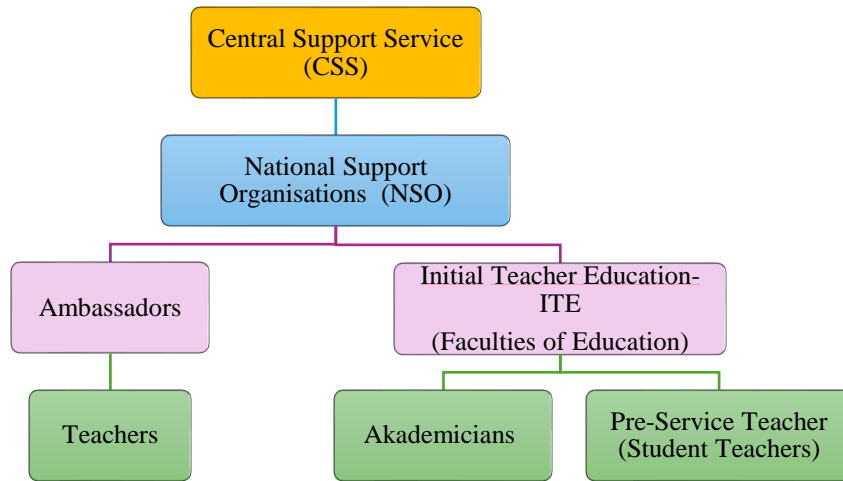 Central Support Service
(CSS)
National Support
Organisations (NSO)
Ambassadors
Initial Teacher Education-
ITE
(Faculties of Education)
Teachers
Akademicians
Pre-Service Teacher
(Student Teachers)